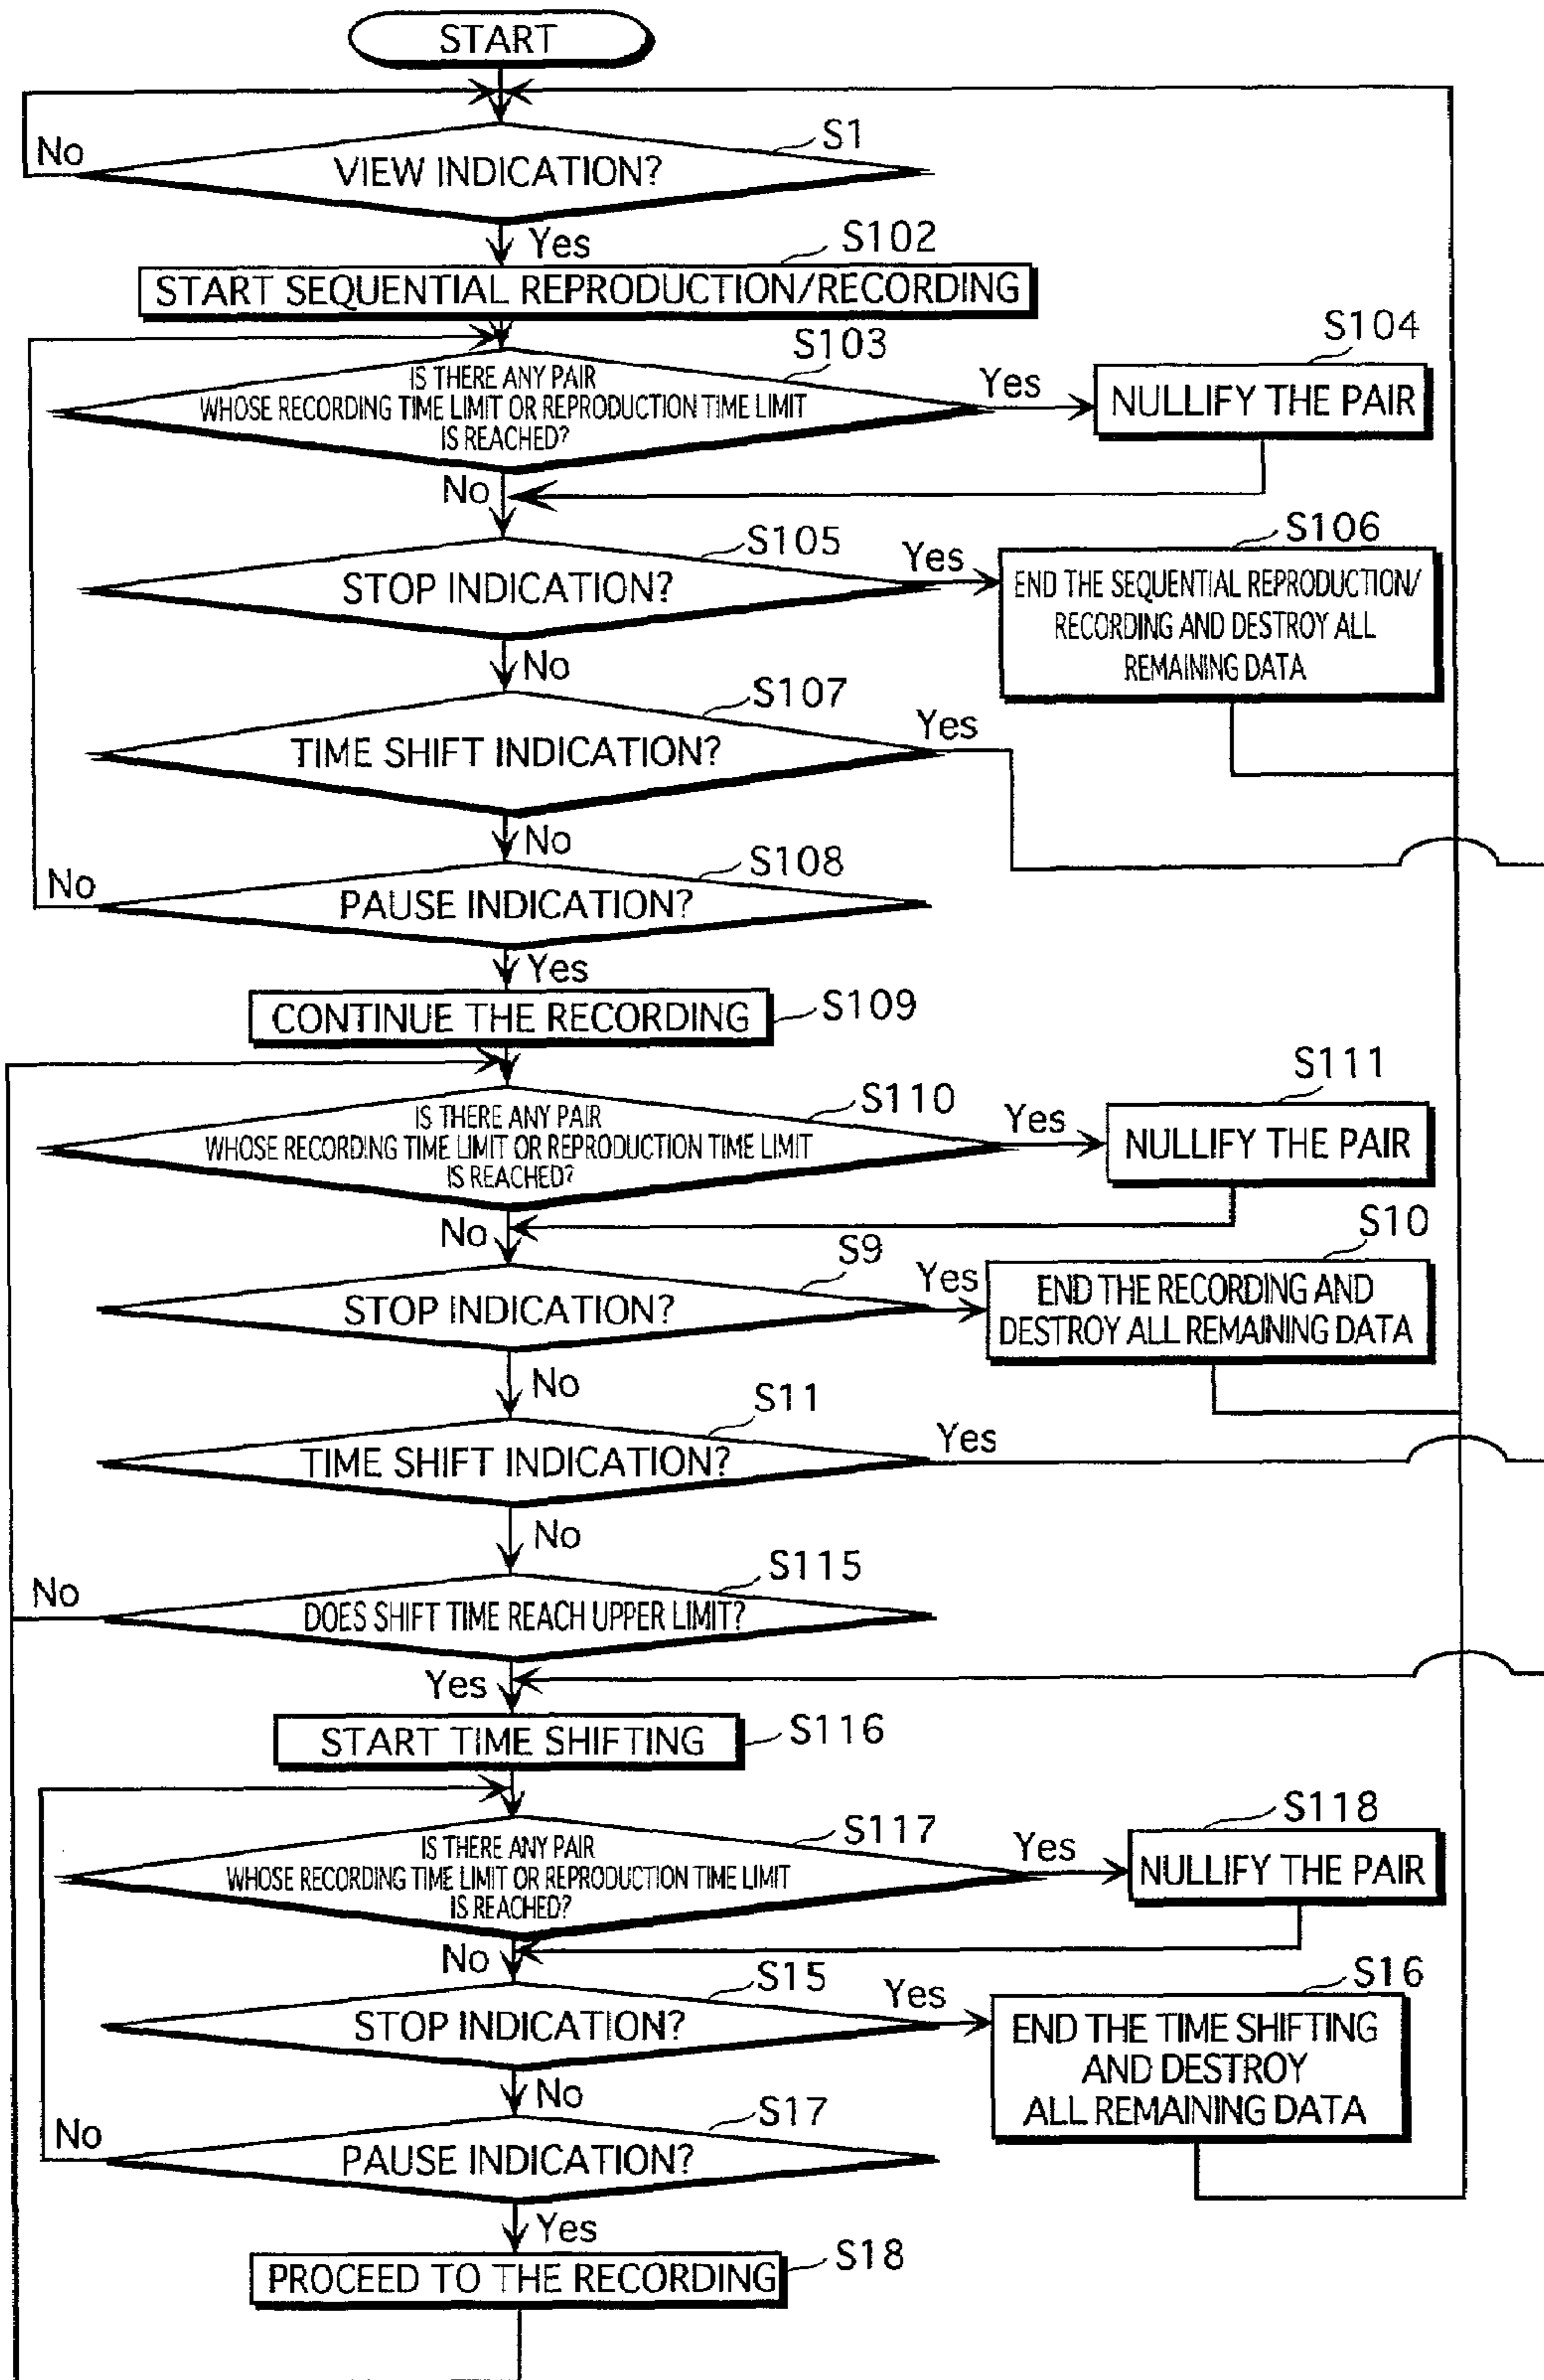 START
S1
No
VIEW INDICATION?
Yes
S102
START SEQUENTIAL REPRODUCTION/RECORDING
S103
S104
IS THERE ANY PAIR
WHOSE RECORDING TIME LIMIT OR REPRODUCTION TIME LIMIT
IS REACHED?
Yes
NULLIFY THE PAIR
No
S105
S106
STOP INDICATION?
Yes
END THE SEQUENTIAL REPRODUCTION/
RECORDING AND DESTROY ALL
REMAINING DATA
No
S107
TIME SHIFT INDICATION?
Yes
No
S108
No
PAUSE INDICATION?
Yes
CONTINUE THE RECORDING
S109
S110
S111
IS THERE ANY PAIR
WHOSE RECORDING TIME LIMIT OR REPRODUCTION TIME LIMIT
IS REACHED?
Yes
NULLIFY THE PAIR
No
S9
S10
STOP INDICATION?
Yes
END THE RECORDING AND
DESTROY ALL REMAINING DATA
No
S11
TIME SHIFT INDICATION?
Yes
No
S115
No
DOES SHIFT TIME REACH UPPER LIMIT?
Yes
START TIME SHIFTING
S116
S117
S118
IS THERE ANY PAIR
WHOSE RECORDING TIME LIMIT OR REPRODUCTION TIME LIMIT
IS REACHED?
Yes
NULLIFY THE PAIR
No
S15
S16
STOP INDICATION?
Yes
END THE TIME SHIFTING
AND DESTROY
ALL REMAINING DATA
No
S17
No
PAUSE INDICATION?
Yes
PROCEED TO THE RECORDING
S18